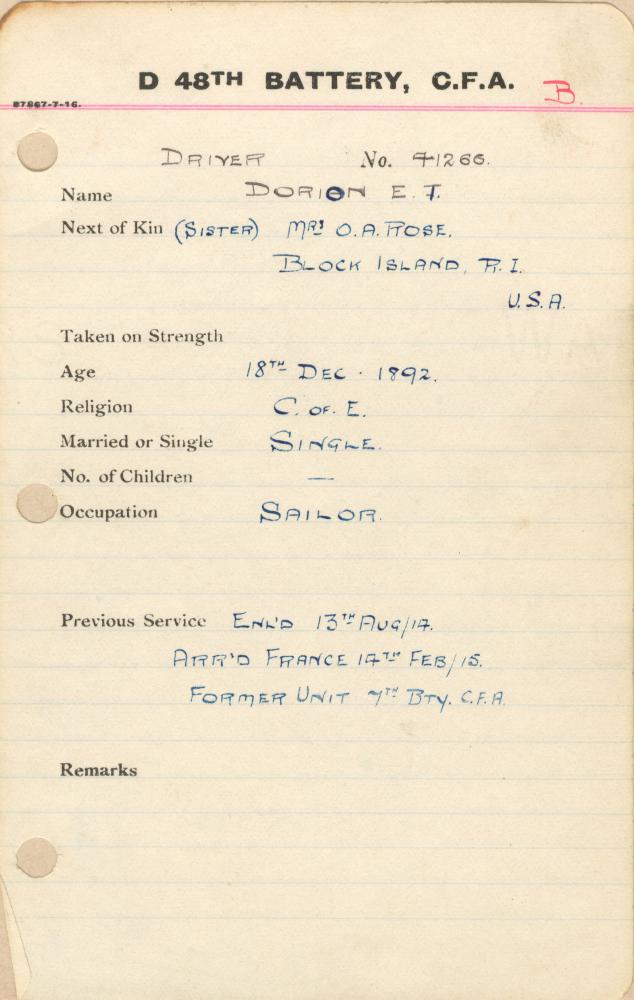 D 48TH BATTERY, C.F.A.
B.
87867-7-16.
DRIVER No. 41266.
Name DORION E. T.
Next of Kin (SISTER) MRS O.A. ROSE.
BLOCK ISLAND, R.I.
U.S.A.
Taken on Strength
Age 18TH DEC. 1892.
Religion C. OF. E.
Married or Single SINGLE.
No. of Children —
Occupation SAILOR.
Previous Service ENL'D 13TH AUG/14.
ARR'D FRANCE 14TH FEB/15.
FORMER UNIT 7TH BTY. C.F.A.
Remarks